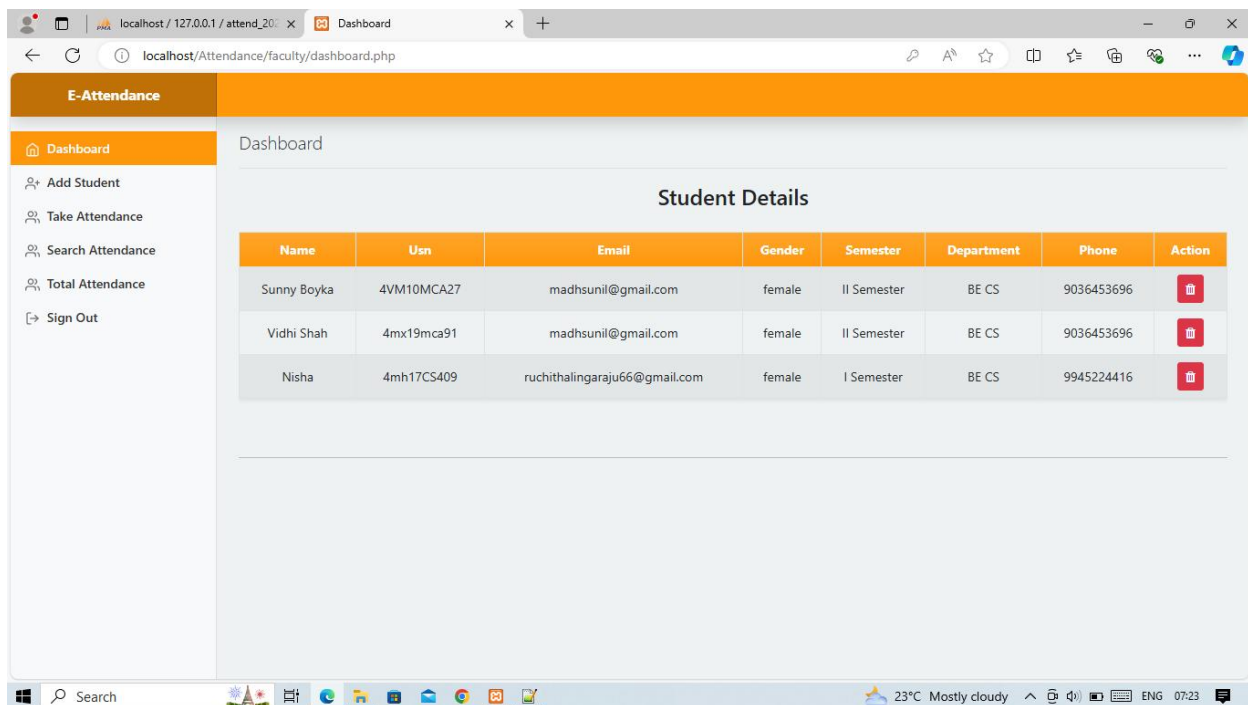 localhost / 127.0.0.1 / attend_202
Dashboard
localhost/Attendance/faculty/dashboard.php
E-Attendance
Dashboard
Add Student
Take Attendance
Search Attendance
Total Attendance
Sign Out
Dashboard
Student Details
Name Usn Email Gender Semester Department Phone Action
Sunny Boyka 4VM10MCA27 madhsunil@gmail.com female II Semester BE CS 9036453696
Vidhi Shah 4mx19mca91 madhsunil@gmail.com female II Semester BE CS 9036453696
Nisha 4mh17CS409 ruchithalingaraju66@gmail.com female I Semester BE CS 9945224416
Search 23°C Mostly cloudy ENG 07:23